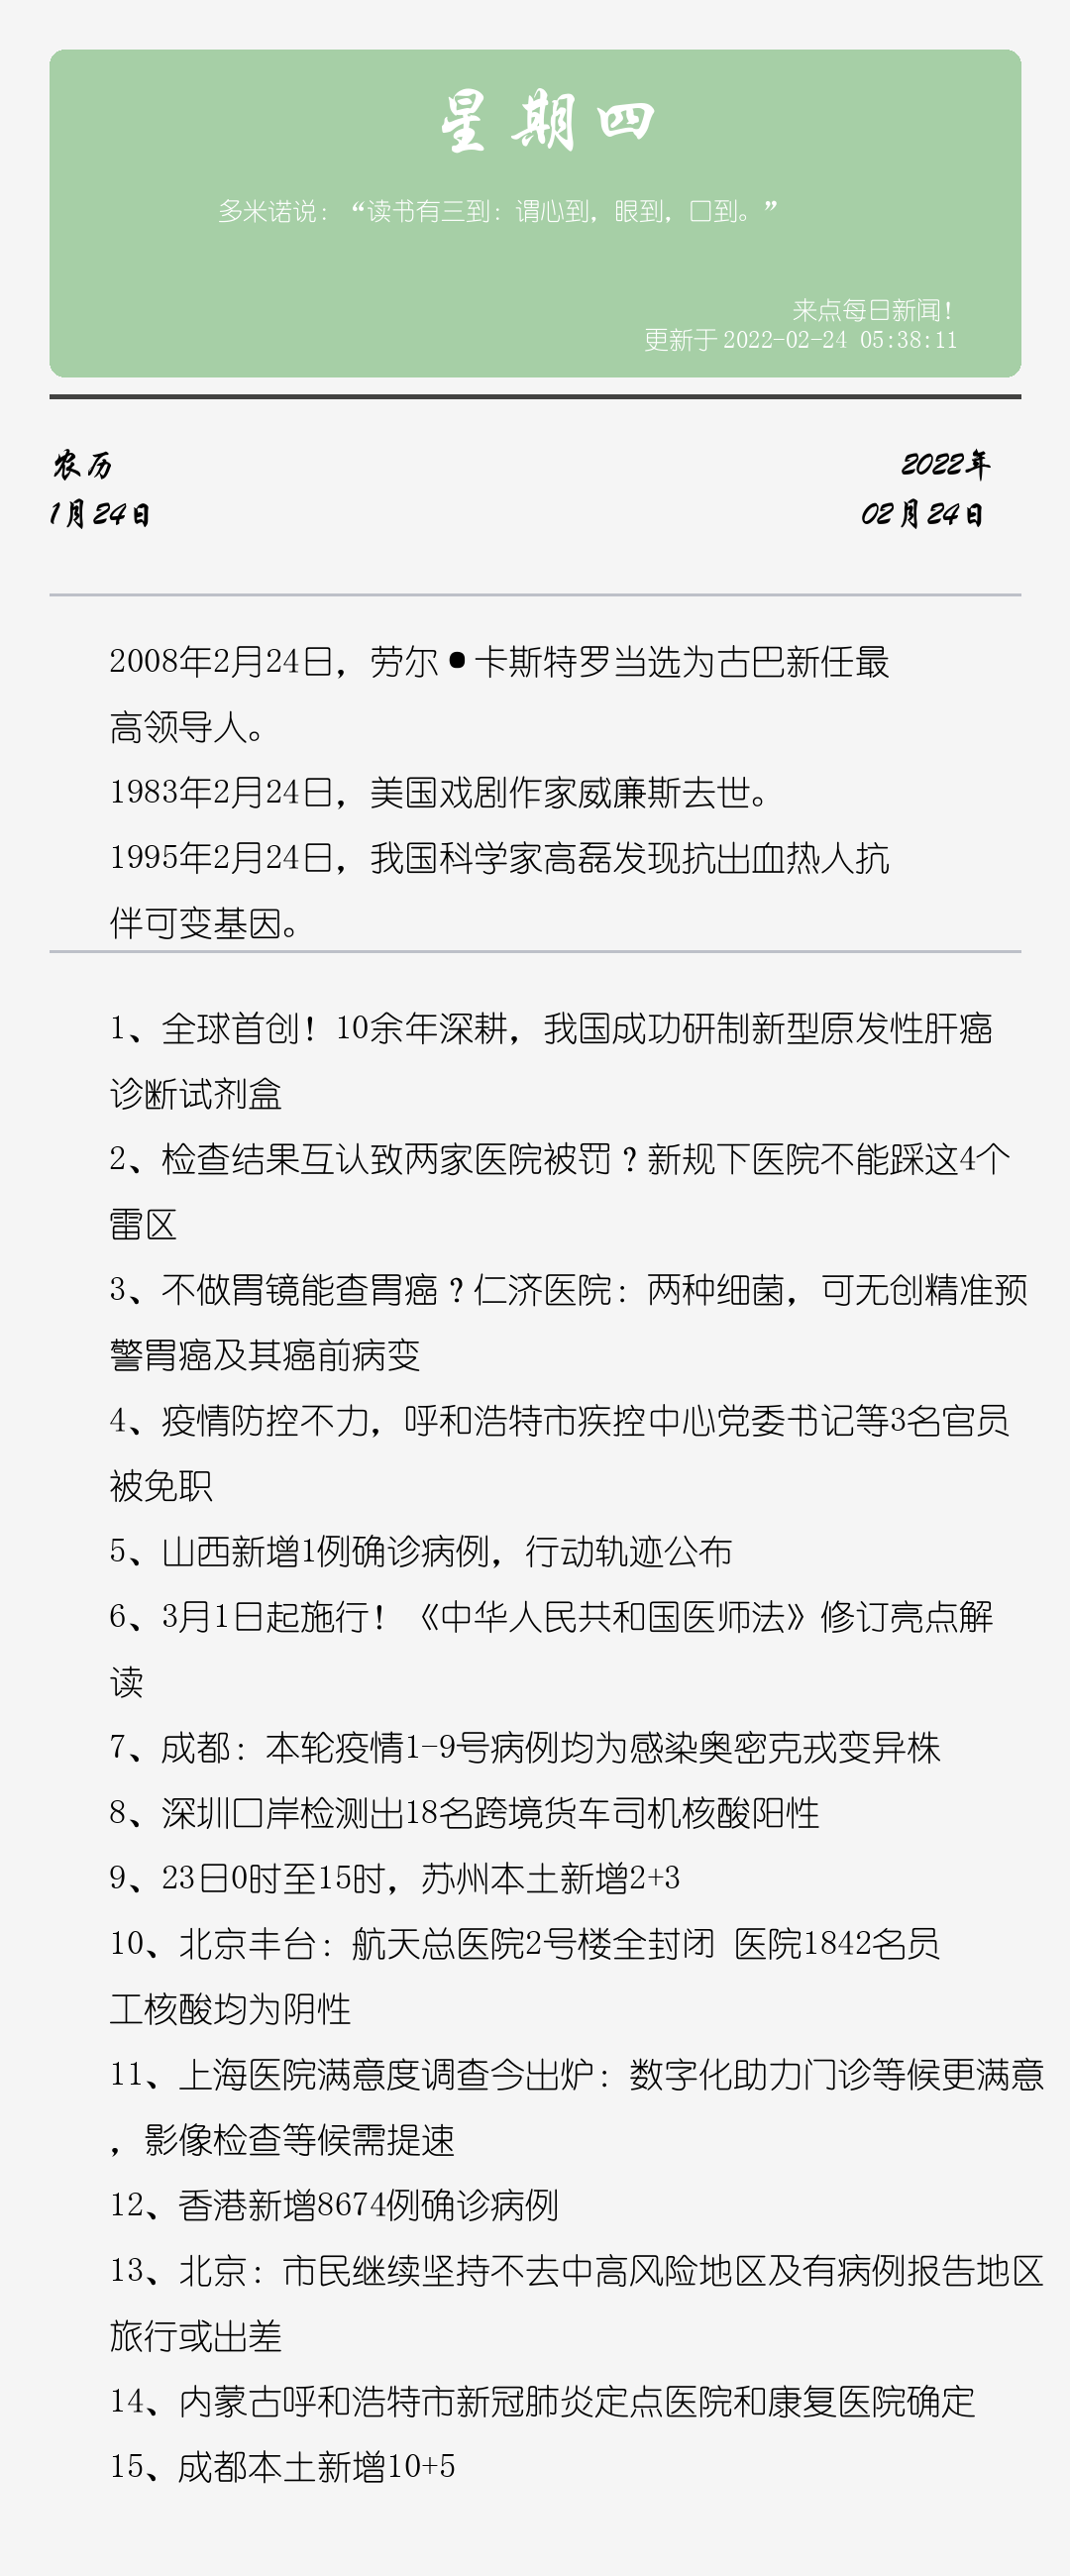 星期四
多米诺说：“读书有三到：谓心到，眼到，口到。”
来点每日新闻！
更新于 2022-02-24 05:38:11
农历
2022年
1月24日
02月24日
2008年2月24日，劳尔•卡斯特罗当选为古巴新任最
高领导人。
1983年2月24日，美国戏剧作家威廉斯去世。
1995年2月24日，我国科学家高磊发现抗出血热人抗
伴可变基因。
1、全球首创！10余年深耕，我国成功研制新型原发性肝癌
诊断试剂盒
2、检查结果互认致两家医院被罚？新规下医院不能踩这4个
雷区
3、不做胃镜能查胃癌？仁济医院：两种细菌，可无创精准预
警胃癌及其癌前病变
4、疫情防控不力，呼和浩特市疾控中心党委书记等3名官员
被免职
5、山西新增1例确诊病例，行动轨迹公布
6、3月1日起施行！《中华人民共和国医师法》修订亮点解
读
7、成都：本轮疫情1-9号病例均为感染奥密克戎变异株
8、深圳口岸检测出18名跨境货车司机核酸阳性
9、23日0时至15时，苏州本土新增2+3
10、北京丰台：航天总医院2号楼全封闭 医院1842名员
工核酸均为阴性
11、上海医院满意度调查今出炉：数字化助力门诊等候更满意
，影像检查等候需提速
12、香港新增8674例确诊病例
13、北京：市民继续坚持不去中高风险地区及有病例报告地区
旅行或出差
14、内蒙古呼和浩特市新冠肺炎定点医院和康复医院确定
15、成都本土新增10+5